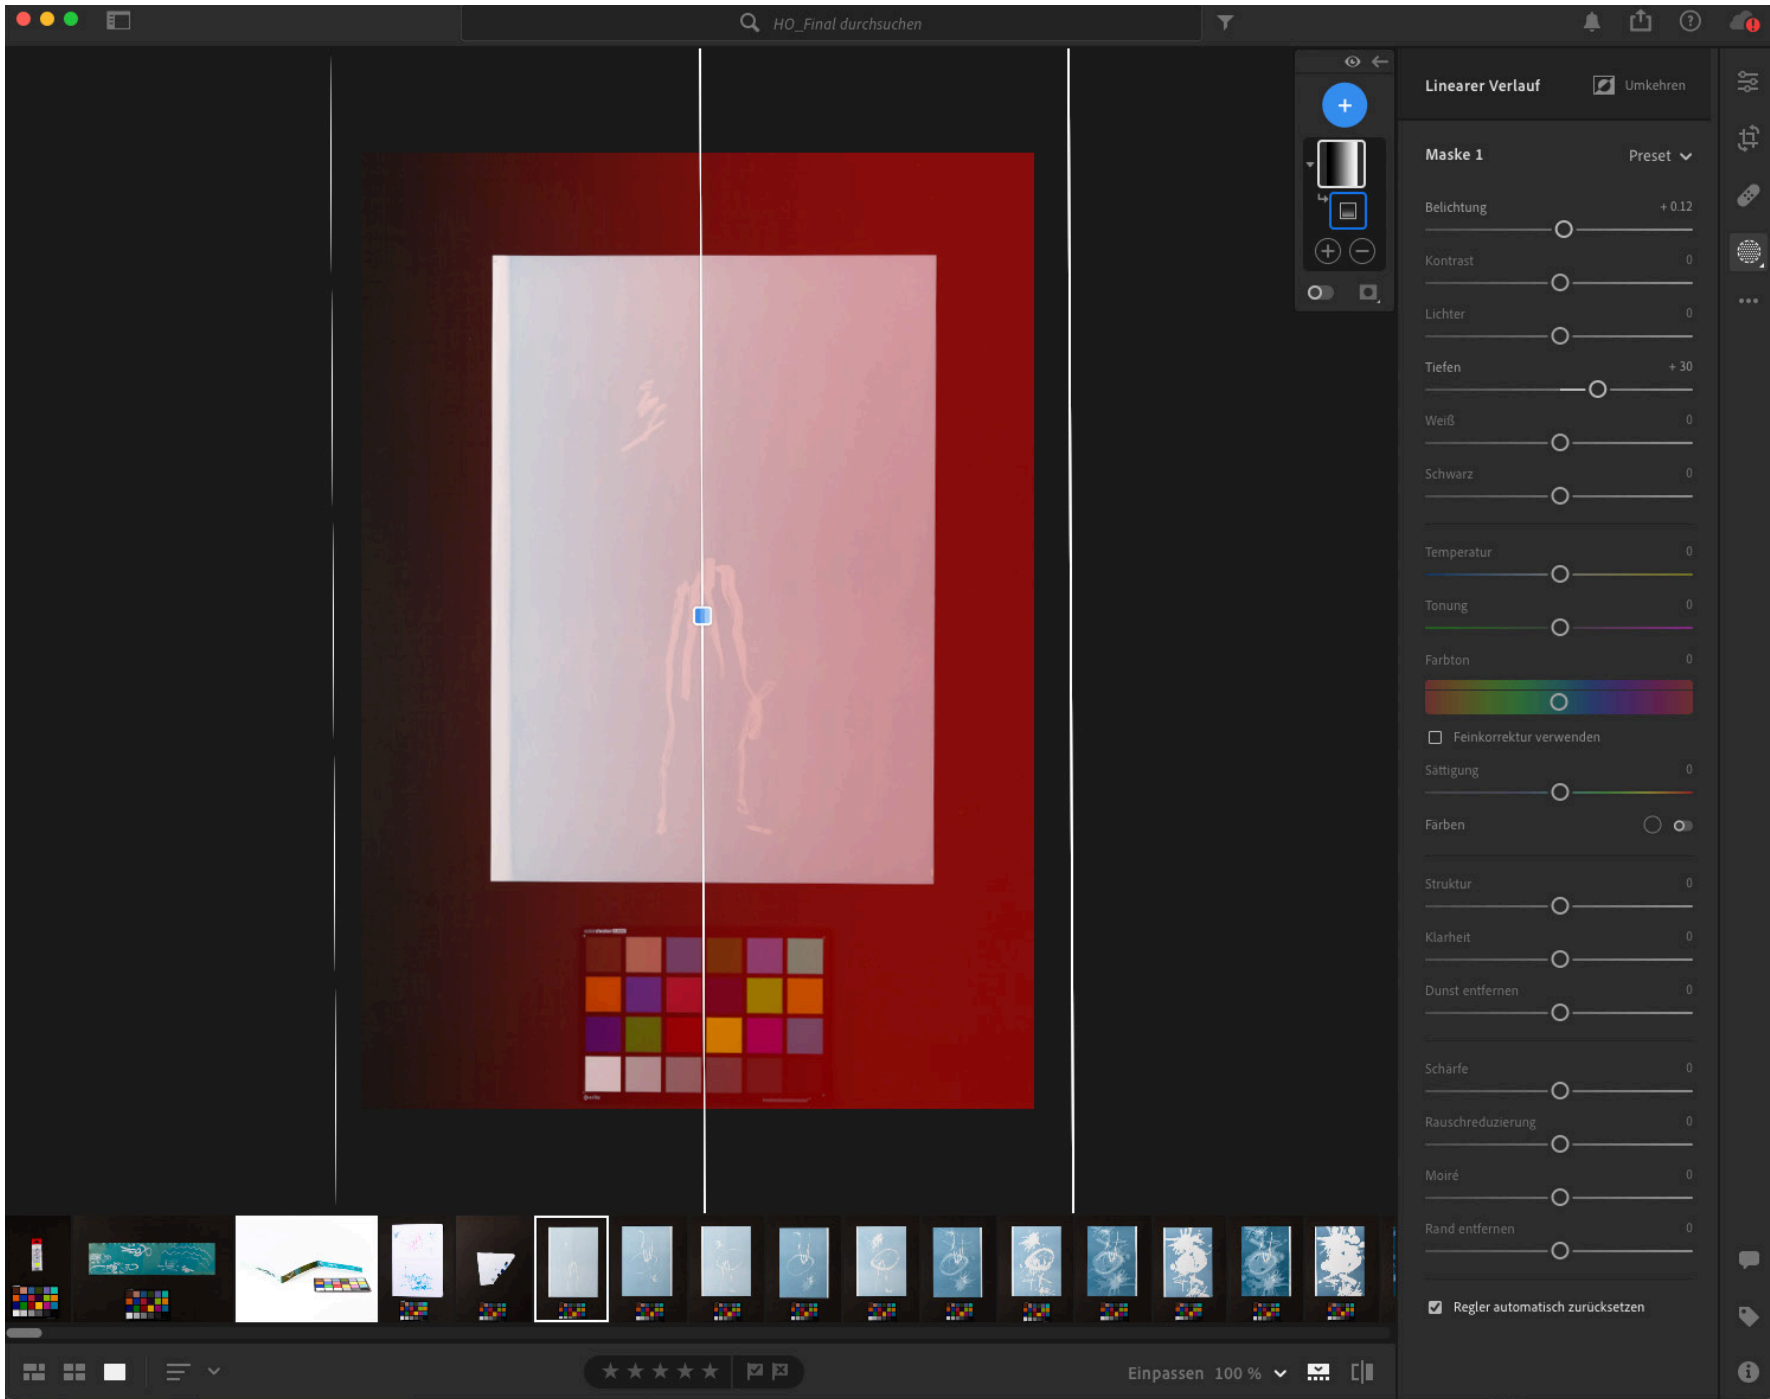 HO_Final durchsuchen
Linearer Verlauf
Umkehren
Maske 1
Preset
Belichtung
+ 0.12
Kontrast
0
Lichter
0
Tiefen
+ 30
Weiß
0
Schwarz
0
Temperatur
0
Tonung
0
Farbton
0
Feinkorrektur verwenden
Sättigung
0
Färben
Struktur
0
Klarheit
0
Dunst entfernen
0
Schärfe
0
Rauschreduzierung
0
Moiré
0
Rand entfernen
0
Regler automatisch zurücksetzen
Einpassen 100 %